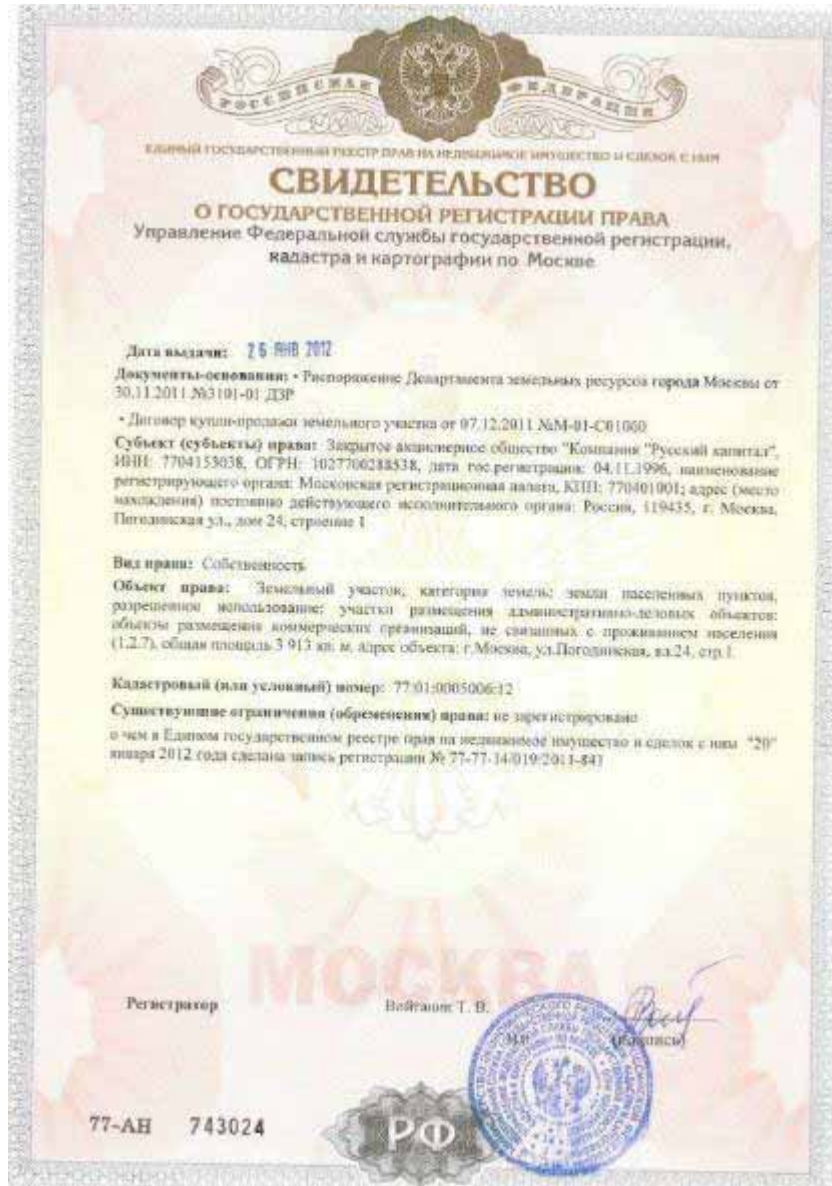 РОССИЙСКАЯ ФЕДЕРАЦИЯ
ЕДИНЫЙ ГОСУДАРСТВЕННЫЙ РЕЕСТР ПРАВ НА НЕДВИЖИМОЕ ИМУЩЕСТВО И СДЕЛОК С НИМ
СВИДЕТЕЛЬСТВО
О ГОСУДАРСТВЕННОЙ РЕГИСТРАЦИИ ПРАВА
Управление Федеральной службы государственной регистрации,
кадастра и картографии по Москве
Дата выдачи: 26 ЯНВ 2012
Документы-основания: • Распоряжение Департамента земельных ресурсов города Москвы от
30.11.2011 №3101-01 ДЗР
• Договор купли-продажи земельного участка от 07.12.2011 №М-01-С01060
Субъект (субъекты) права: Закрытое акционерное общество "Компания "Русский капитал",
ИНН: 7704153038, ОГРН: 1027700288538, дата гос.регистрации: 04.11.1996, наименование
регистрирующего органа: Московская регистрационная палата, КПП: 770401001; адрес (место
нахождения) постоянно действующего исполнительного органа: Россия, 119435, г. Москва,
Погодинская ул., дом 24, строение 1
Вид права: Собственность
Объект права: Земельный участок, категория земель: земли населенных пунктов,
разрешенное использование: участки размещения административно-деловых объектов:
объекты размещения коммерческих организаций, не связанных с проживанием населения
(1.2.7), общая площадь 3 913 кв. м, адрес объекта: г.Москва, ул.Погодинская, вл.24, стр.1
Кадастровый (или условный) номер: 77:01:0005006:12
Существующие ограничения (обременения) права: не зарегистрировано
о чем в Едином государственном реестре прав на недвижимое имущество и сделок с ним "20"
января 2012 года сделана запись регистрации № 77-77-14/019/2011-843
МОСКВА
Регистратор Т. В.
М.П. (подпись)
77-АН 743024
РФ